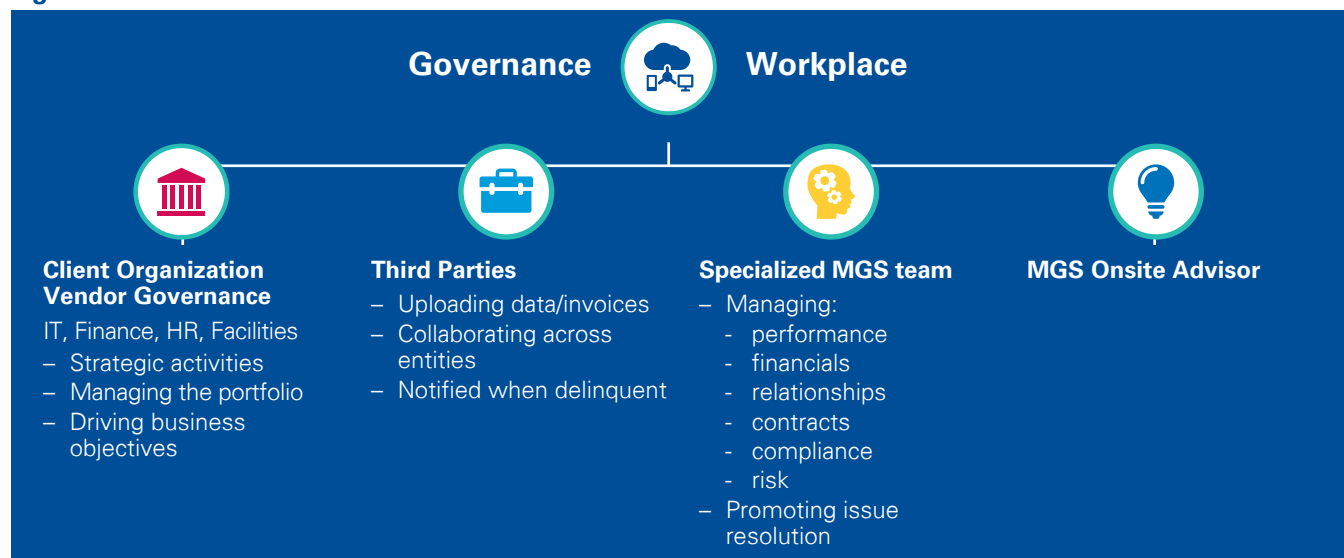 Governance Workplace
Client Organization
Vendor Governance
IT, Finance, HR, Facilities
– Strategic activities
– Managing the portfolio
– Driving business
objectives
Third Parties
– Uploading data/invoices
– Collaborating across
entities
– Notified when delinquent
Specialized MGS team
– Managing:
- performance
- financials
- relationships
- contracts
- compliance
- risk
– Promoting issue
resolution
MGS Onsite Advisor